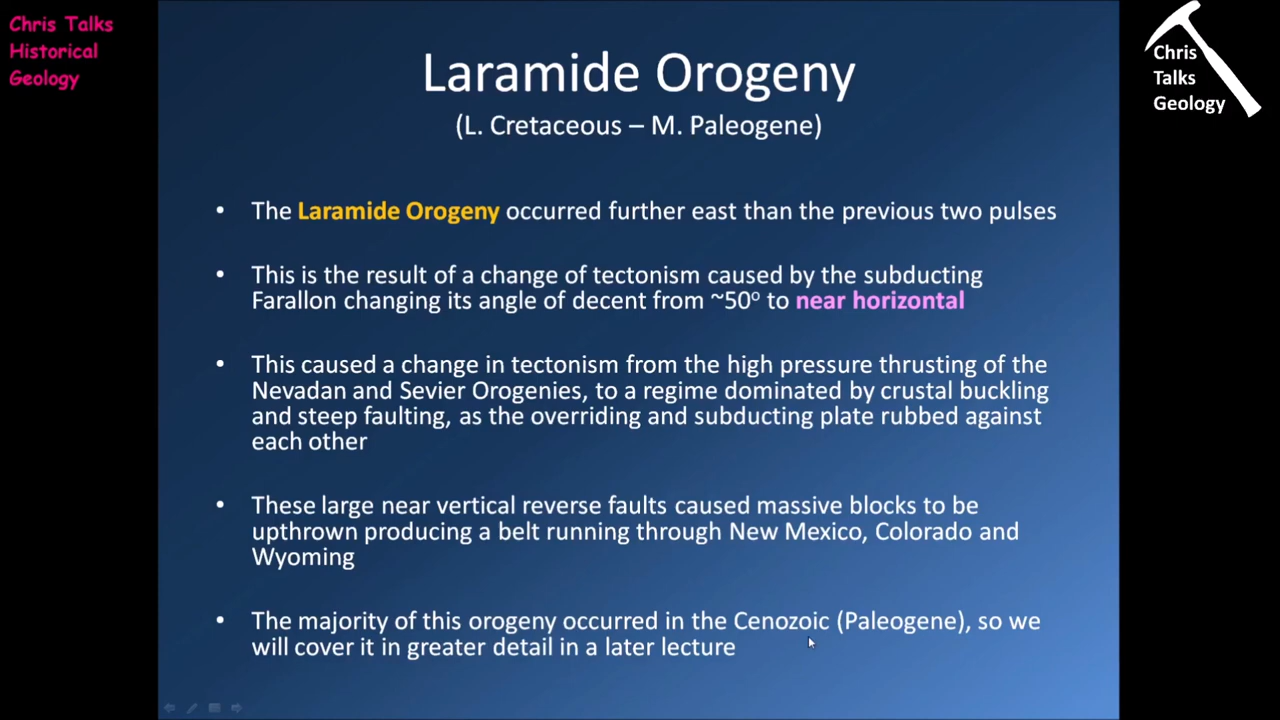 Chris Talks
Historical
Geology
Chris
Talks
Geology
Laramide Orogeny
(L. Cretaceous – M. Paleogene)
• The Laramide Orogeny occurred further east than the previous two pulses
• This is the result of a change of tectonism caused by the subducting
Farallon changing its angle of decent from ~50° to near horizontal
• This caused a change in tectonism from the high pressure thrusting of the
Nevadan and Sevier Orogenies, to a regime dominated by crustal buckling
and steep faulting, as the overriding and subducting plate rubbed against
each other
• These large near vertical reverse faults caused massive blocks to be
upthrown producing a belt running through New Mexico, Colorado and
Wyoming
• The majority of this orogeny occurred in the Cenozoic (Paleogene), so we
will cover it in greater detail in a later lecture